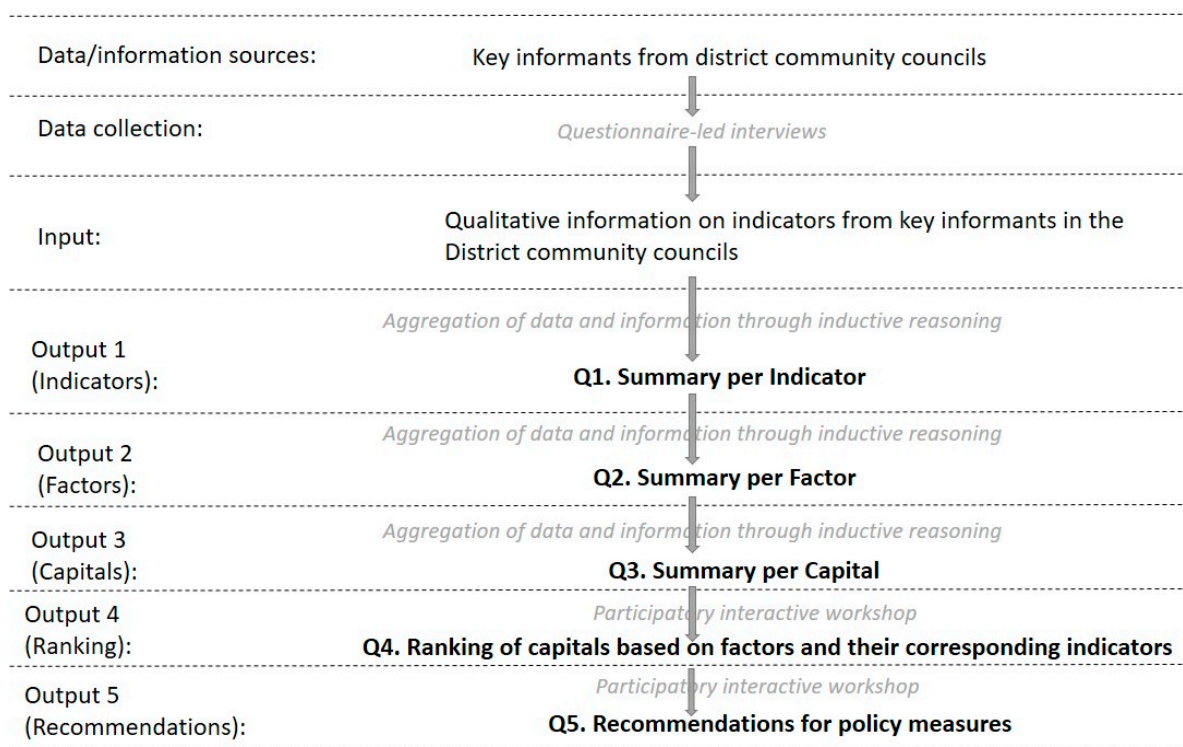 Data/information sources:
Key informants from district community councils
Data collection:
Questionnaire-led interviews
Input:
Qualitative information on indicators from key informants in the
District community councils
Aggregation of data and information through inductive reasoning
Output 1
(Indicators):
Q1. Summary per Indicator
Aggregation of data and information through inductive reasoning
Output 2
(Factors):
Q2. Summary per Factor
Aggregation of data and information through inductive reasoning
Output 3
(Capitals):
Q3. Summary per Capital
Participatory interactive workshop
Output 4
(Ranking):
Q4. Ranking of capitals based on factors and their corresponding indicators
Participatory interactive workshop
Output 5
(Recommendations):
Q5. Recommendations for policy measures